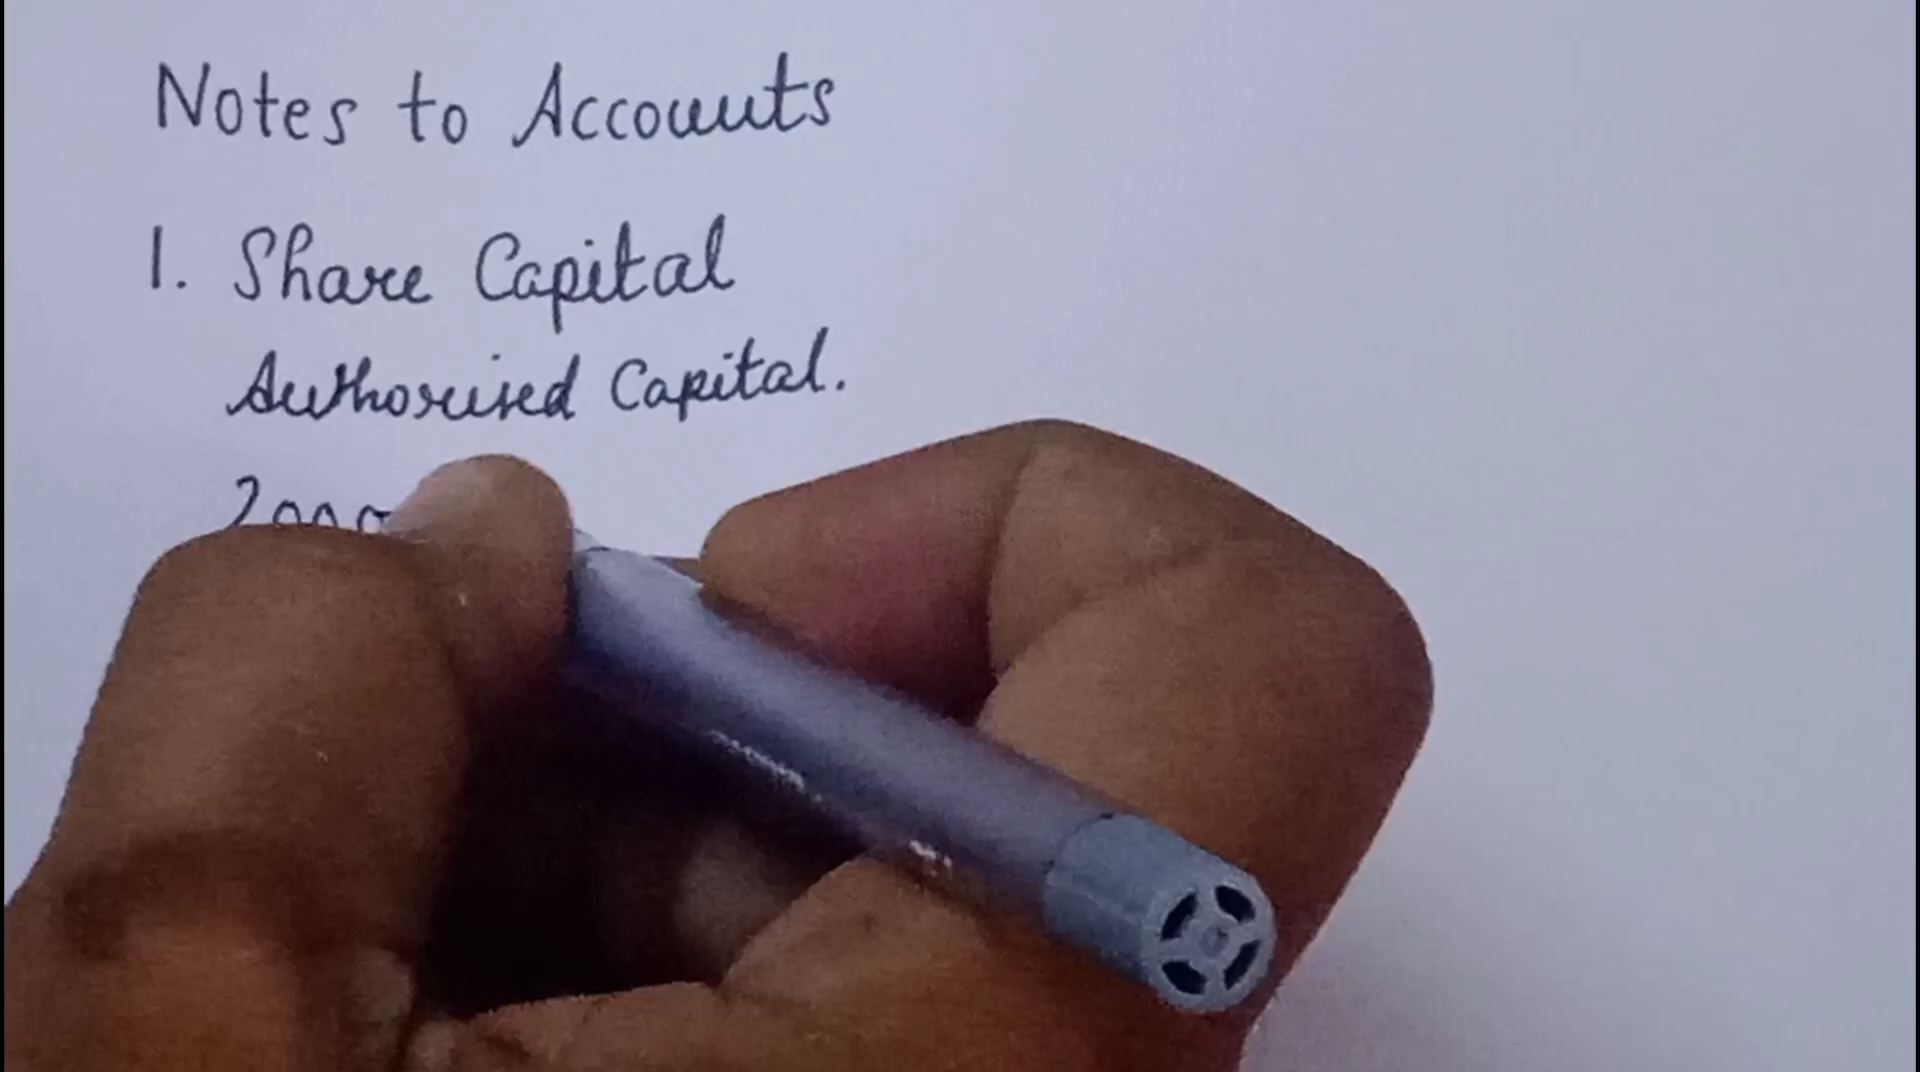 Notes to Accounts
1. Share Capital
Authorised Capital.